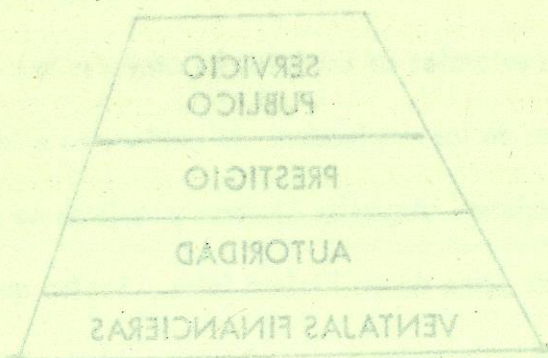 SERVICIO
PUBLICO
PRESTIGIO
AUTORIDAD
VENTAJAS FINANCIERAS